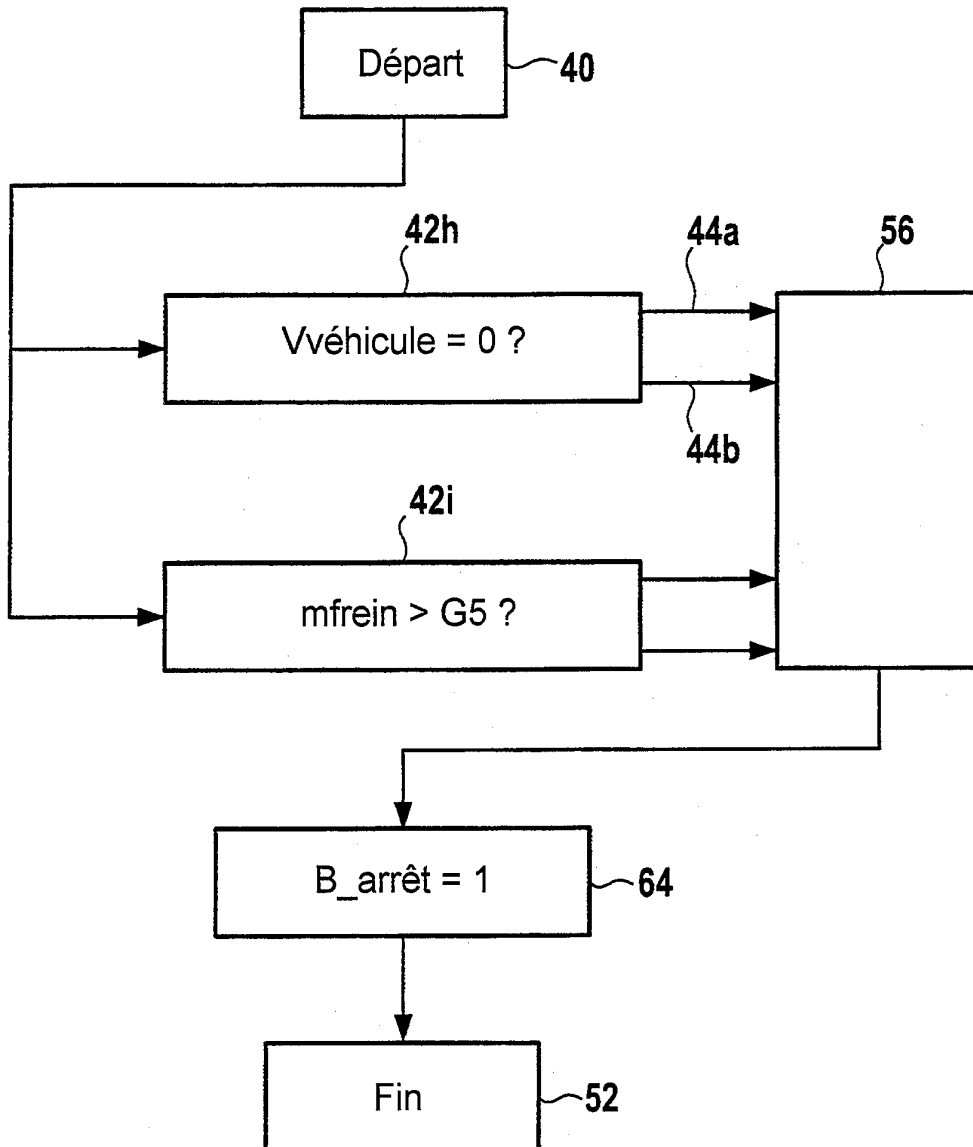 Départ
40
42h
44a
56
Vvéhicule = 0 ?
44b
42i
mfrein > G5 ?
B_arrêt = 1
64
Fin
52